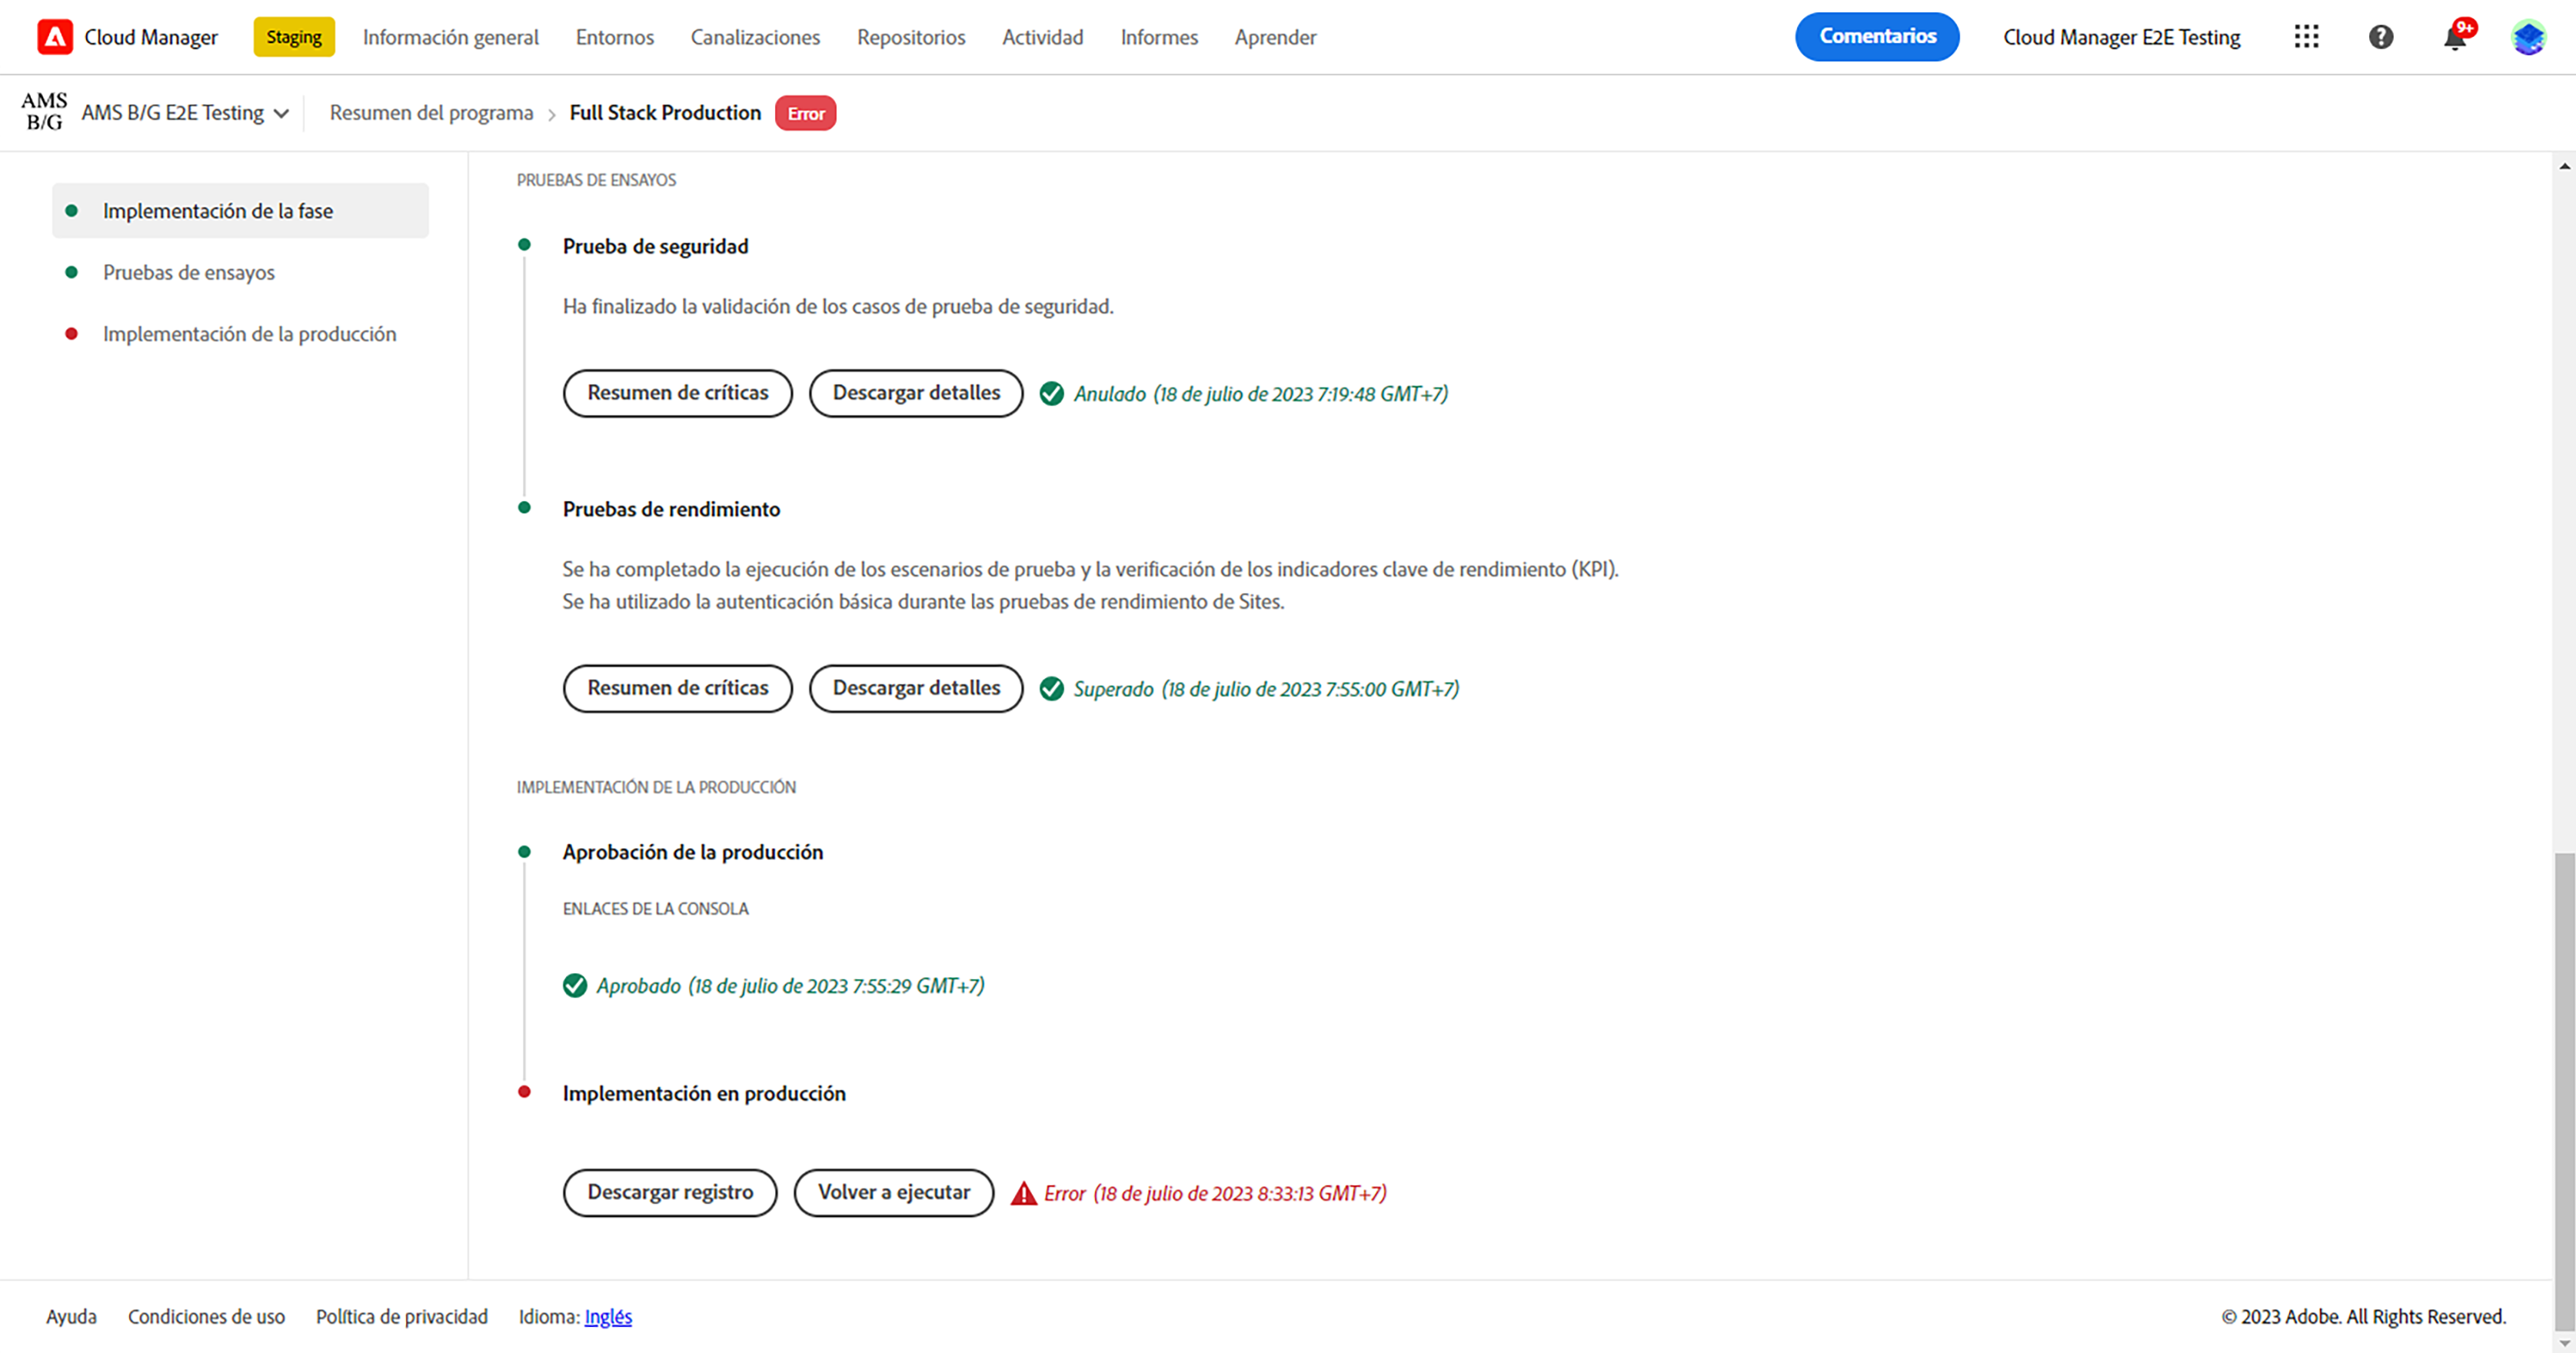 Cloud Manager Staging Información general Entornos Canalizaciones Repositorios Actividad Informes Aprender Comentarios Cloud Manager E2E Testing 9+
AMS B/G AMS B/G E2E Testing Resumen del programa › Full Stack Production Error
Implementación de la fase
Pruebas de ensayos
Implementación de la producción
PRUEBAS DE ENSAYOS
Prueba de seguridad
Ha finalizado la validación de los casos de prueba de seguridad.
Resumen de críticas Descargar detalles Anulado (18 de julio de 2023 7:19:48 GMT+7)
Pruebas de rendimiento
Se ha completado la ejecución de los escenarios de prueba y la verificación de los indicadores clave de rendimiento (KPI).
Se ha utilizado la autenticación básica durante las pruebas de rendimiento de Sites.
Resumen de críticas Descargar detalles Superado (18 de julio de 2023 7:55:00 GMT+7)
IMPLEMENTACIÓN DE LA PRODUCCIÓN
Aprobación de la producción
ENLACES DE LA CONSOLA
Aprobado (18 de julio de 2023 7:55:29 GMT+7)
Implementación en producción
Descargar registro Volver a ejecutar Error (18 de julio de 2023 8:33:13 GMT+7)
Ayuda Condiciones de uso Política de privacidad Idioma: Inglés © 2023 Adobe. All Rights Reserved.